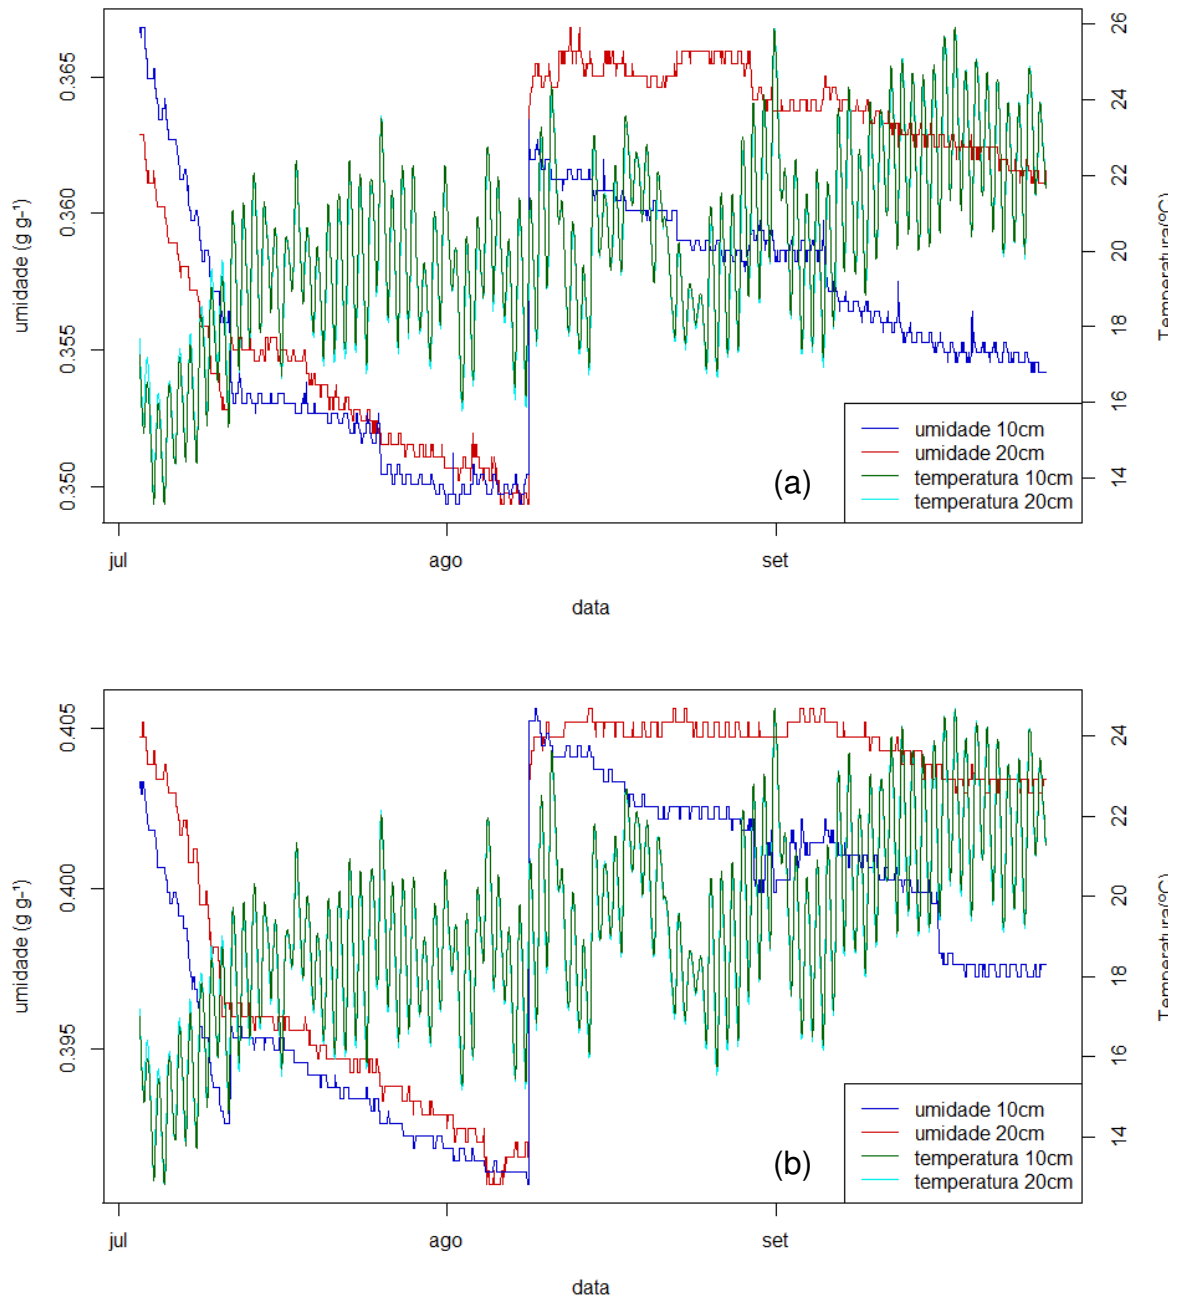 umidade (g g⁻¹)
0.365
0.360
0.355
0.350
26
24
22
20
18
16
14
Temperatura(ºC)
umidade 10cm
umidade 20cm
temperatura 10cm
temperatura 20cm
(a)
jul ago set
data
umidade (g g⁻¹)
0.405
0.400
0.395
24
22
20
18
16
14
Temperatura(ºC)
umidade 10cm
umidade 20cm
temperatura 10cm
temperatura 20cm
(b)
jul ago set
data